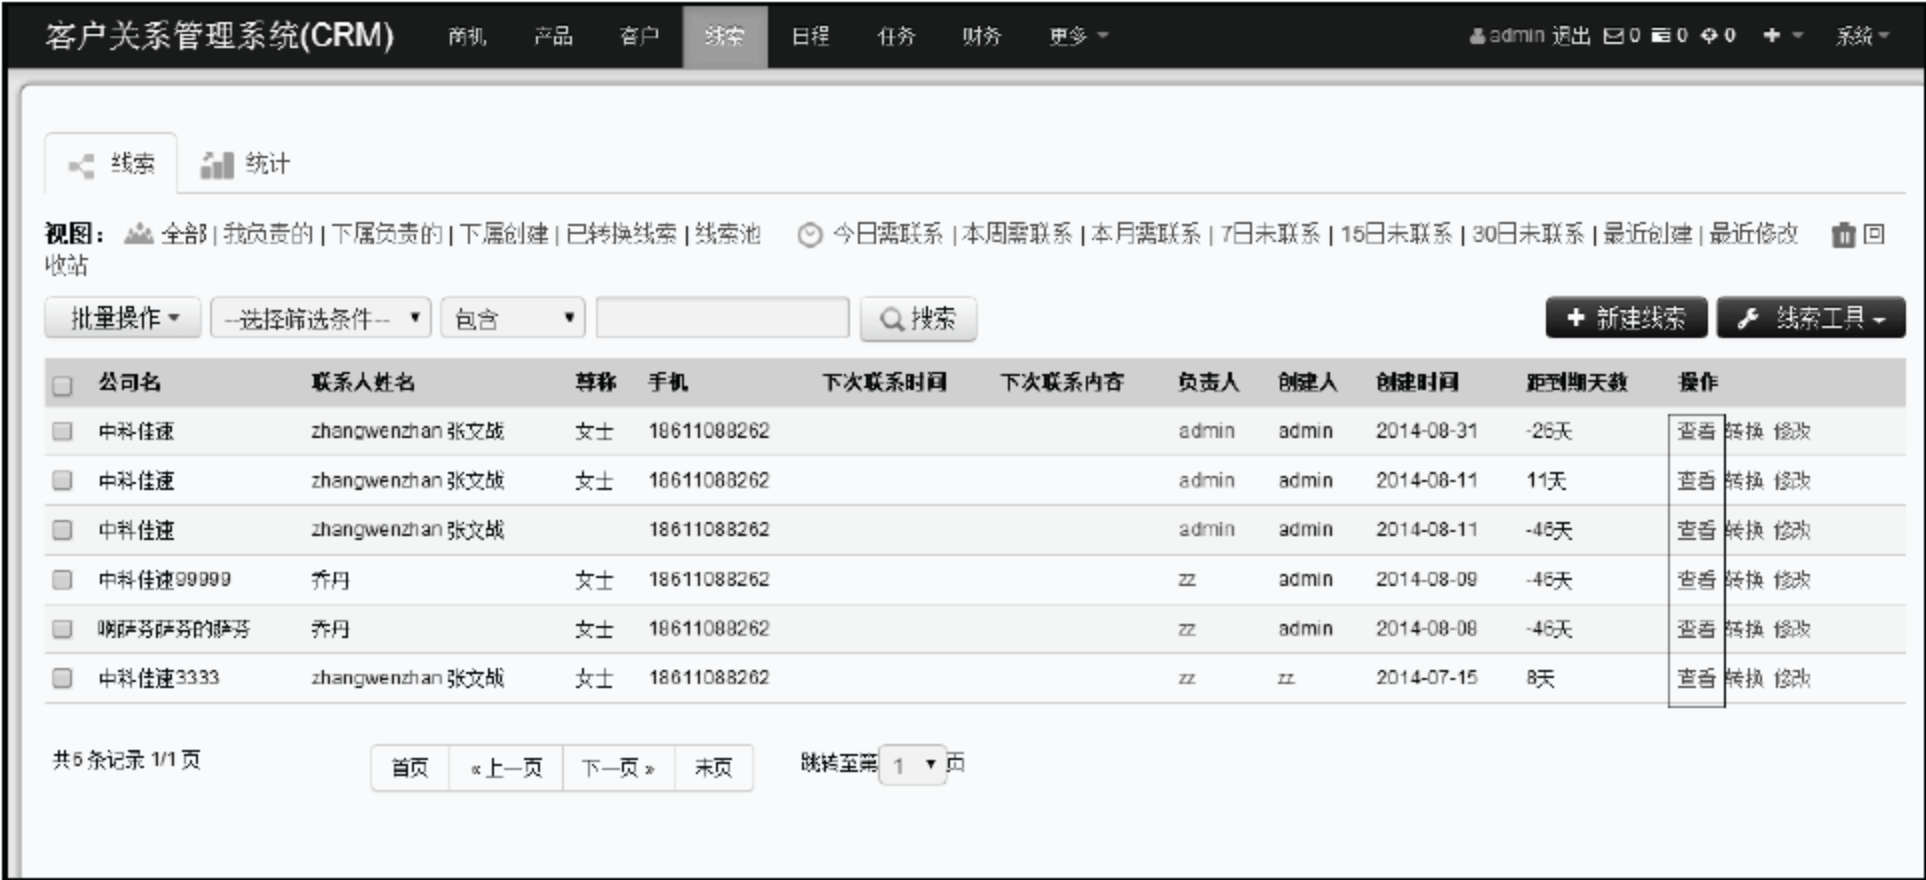 客户关系管理系统(CRM) 商机 产品 客户 线索 日程 任务 财务 更多 admin 退出 0 0 0 系统
线索 统计
视图： 全部 | 我负责的 | 下属负责的 | 下属创建 | 已转换线索 | 线索池 今日需联系 | 本周需联系 | 本月需联系 | 7日未联系 | 15日未联系 | 30日未联系 | 最近创建 | 最近修改 回
收站
批量操作 --选择筛选条件-- 包含 搜索 新建线索 线索工具
公司名 联系人姓名 尊称 手机 下次联系时间 下次联系内容 负责人 创建人 创建时间 距到期天数 操作
中科佳速 zhangwenzhan 张文战 女士 18611088262 admin admin 2014-08-31 -26天 查看 转换 修改
中科佳速 zhangwenzhan 张文战 女士 18611088262 admin admin 2014-08-11 11天 查看 转换 修改
中科佳速 zhangwenzhan 张文战 18611088262 admin admin 2014-08-11 -46天 查看 转换 修改
中科佳速99999 乔丹 女士 18611088262 zz admin 2014-08-09 -46天 查看 转换 修改
萨芬萨芬的萨芬 乔丹 女士 18611088262 zz admin 2014-08-08 -46天 查看 转换 修改
中科佳速3333 zhangwenzhan 张文战 女士 18611088262 zz zz 2014-07-15 8天 查看 转换 修改
共6 条记录 1/1 页 首页 «上一页 下一页 » 末页 跳转至第 1 页